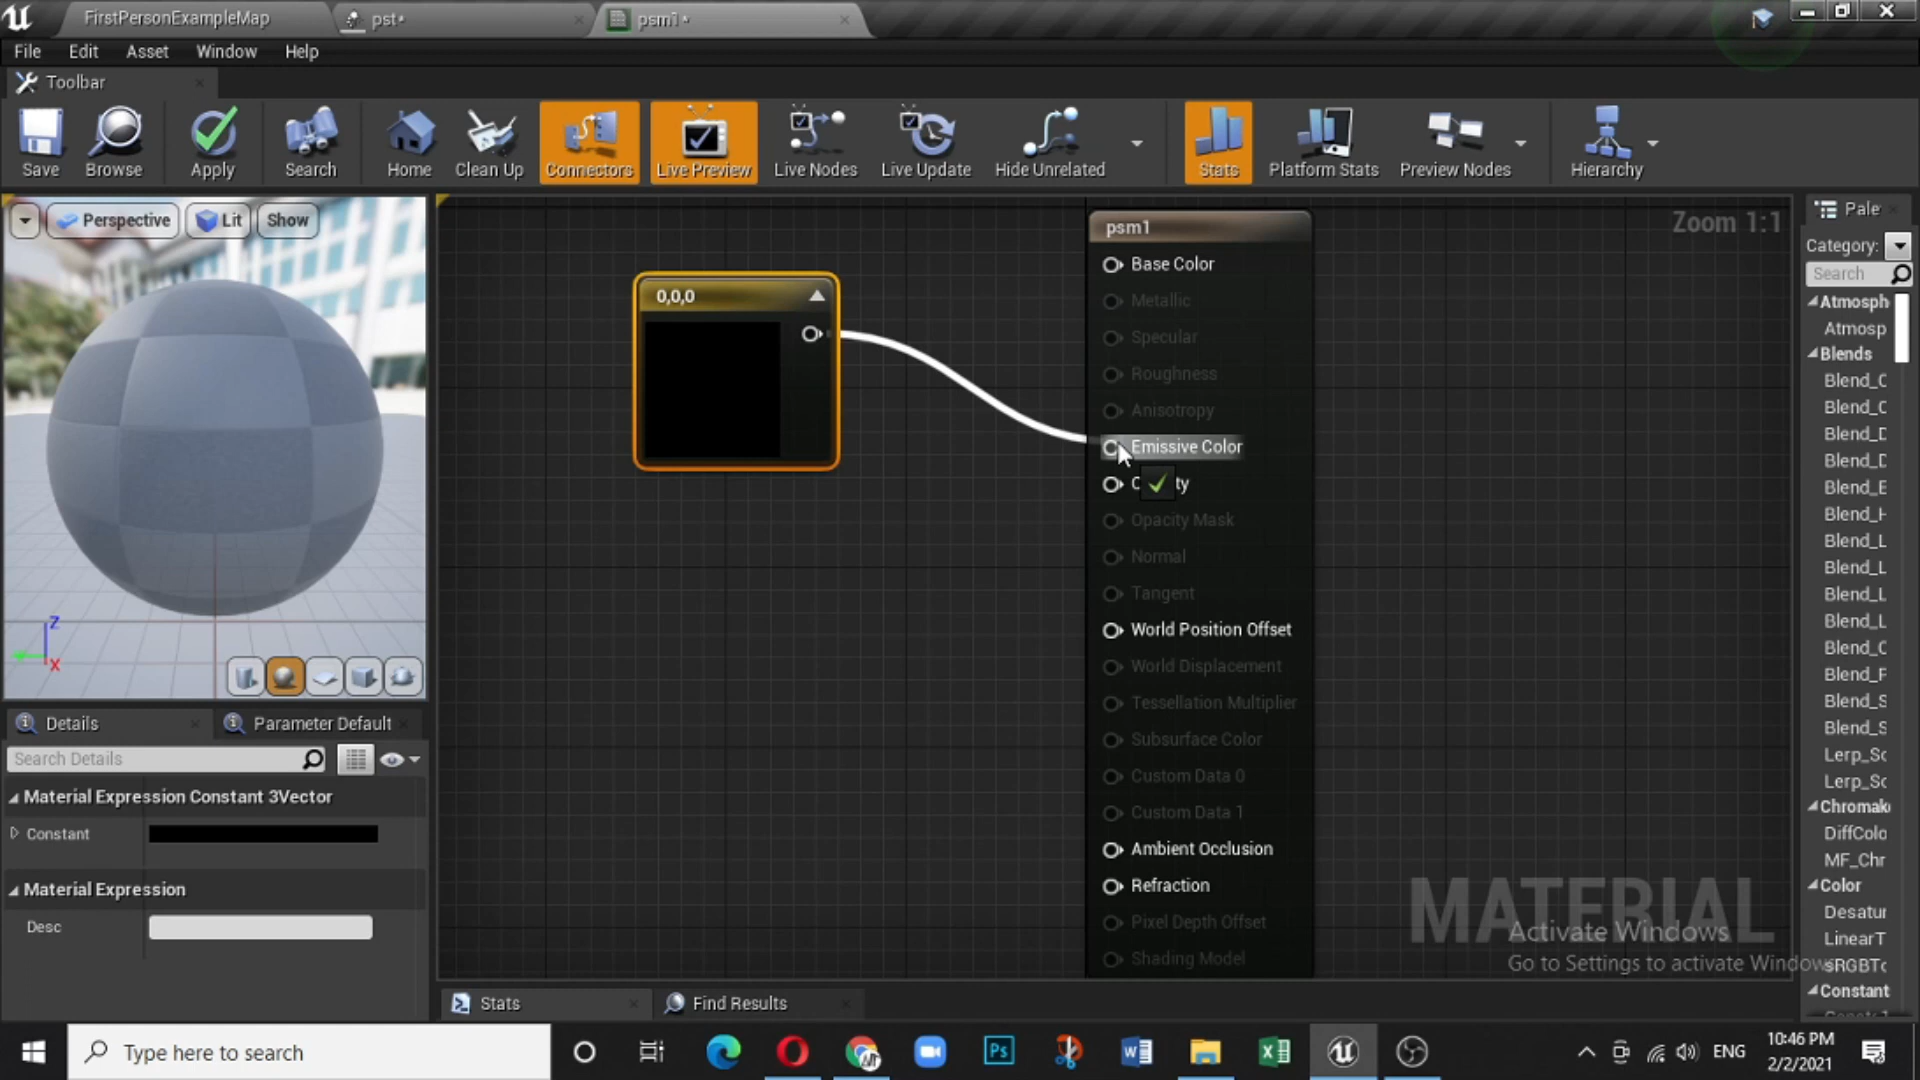 FirstPersonExampleMap
pst*
psm1*
File
Edit
Asset
Window
Help
Toolbar
Save
Browse
Apply
Search
Home
Clean Up
Connectors
Live Preview
Live Nodes
Live Update
Hide Unrelated
Stats
Platform Stats
Preview Nodes
Hierarchy
Perspective
Lit
Show
Z
X
Details
Parameter Default
Search Details
Material Expression Constant 3Vector
Constant
Material Expression
Desc
0,0,0
psm1
Base Color
Metallic
Specular
Roughness
Anisotropy
Emissive Color
Opacity Mask
Normal
Tangent
World Position Offset
World Displacement
Tessellation Multiplier
Subsurface Color
Custom Data 0
Custom Data 1
Ambient Occlusion
Refraction
Pixel Depth Offset
Shading Model
Zoom 1:1
MATERIAL
Activate Windows
Go to Settings to activate Windows
Pale
Category:
Search
Atmosph
Atmosp
Blends
Blend_C
Blend_C
Blend_D
Blend_D
Blend_E
Blend_H
Blend_L
Blend_L
Blend_L
Blend_L
Blend_O
Blend_P
Blend_S
Blend_S
Lerp_Sc
Lerp_Sc
Chromak
DiffColo
MF_Chr
Color
Desatur
LinearT
sRGBTo
Constant
Stats
Find Results
Type here to search
Ps
ENG
10:46 PM
2/2/2021